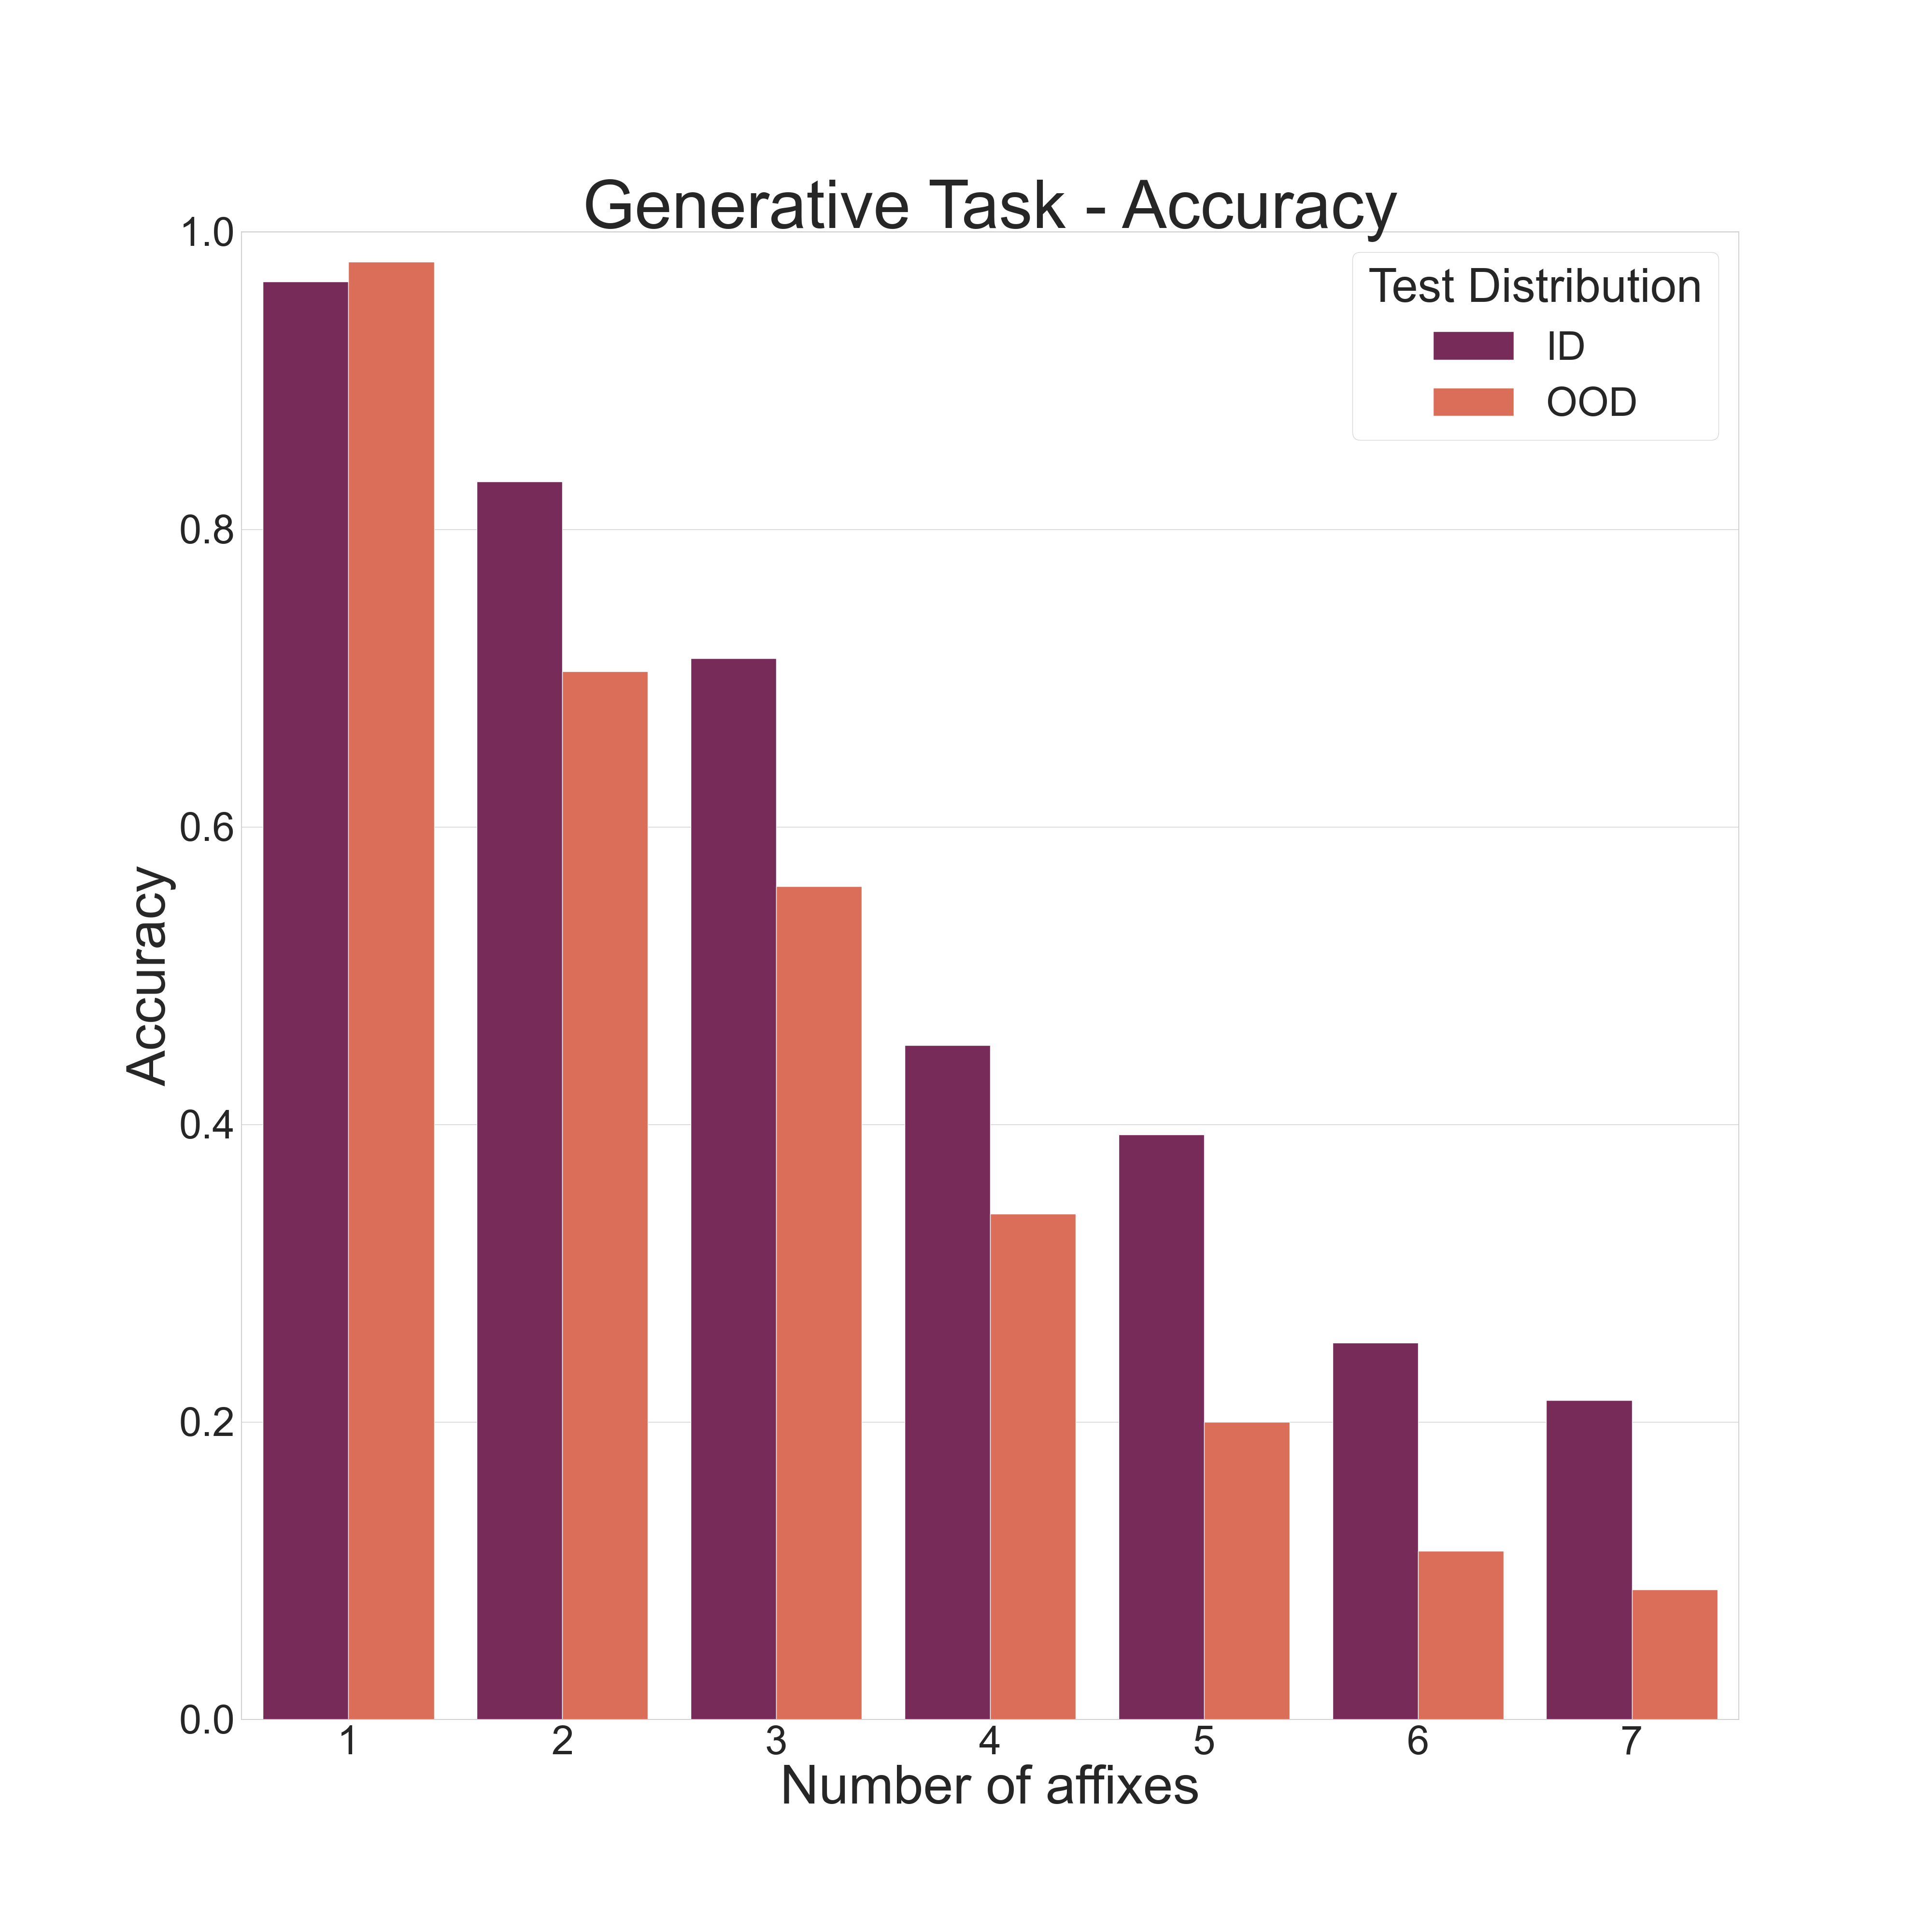 Generative Task - Accuracy
Test Distribution
ID
OOD
1.0
0.8
0.6
0.4
0.2
0.0
Accuracy
1 2 3 4 5 6 7
Number of affixes